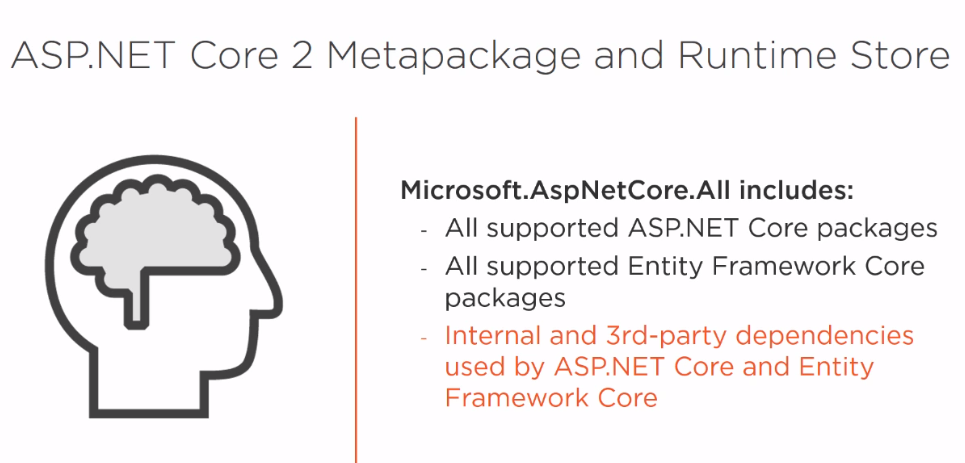 ASP.NET Core 2 Metapackage and Runtime Store
Microsoft.AspNetCore.All includes:
- All supported ASP.NET Core packages
- All supported Entity Framework Core
packages
- Internal and 3rd-party dependencies
used by ASP.NET Core and Entity
Framework Core